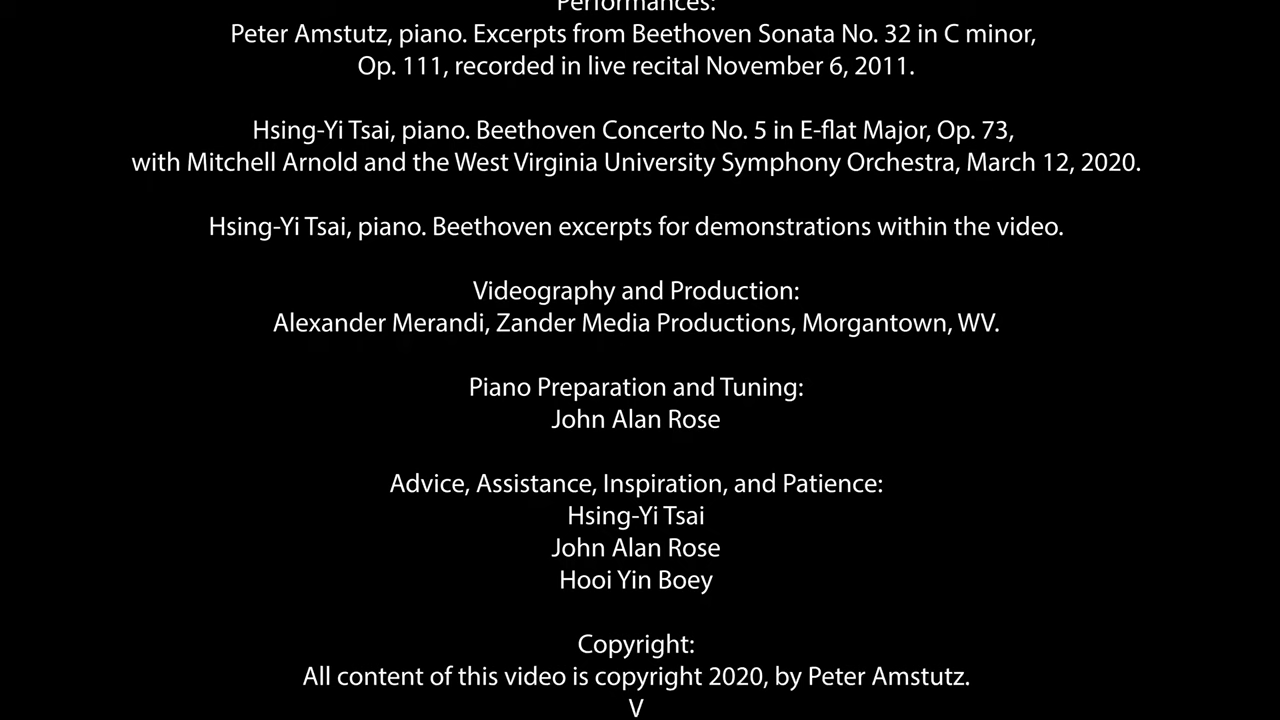 Performances:
Peter Amstutz, piano. Excerpts from Beethoven Sonata No. 32 in C minor,
Op. 111, recorded in live recital November 6, 2011.
Hsing-Yi Tsai, piano. Beethoven Concerto No. 5 in E-flat Major, Op. 73,
with Mitchell Arnold and the West Virginia University Symphony Orchestra, March 12, 2020.
Hsing-Yi Tsai, piano. Beethoven excerpts for demonstrations within the video.
Videography and Production:
Alexander Merandi, Zander Media Productions, Morgantown, WV.
Piano Preparation and Tuning:
John Alan Rose
Advice, Assistance, Inspiration, and Patience:
Hsing-Yi Tsai
John Alan Rose
Hooi Yin Boey
Copyright:
All content of this video is copyright 2020, by Peter Amstutz.
V